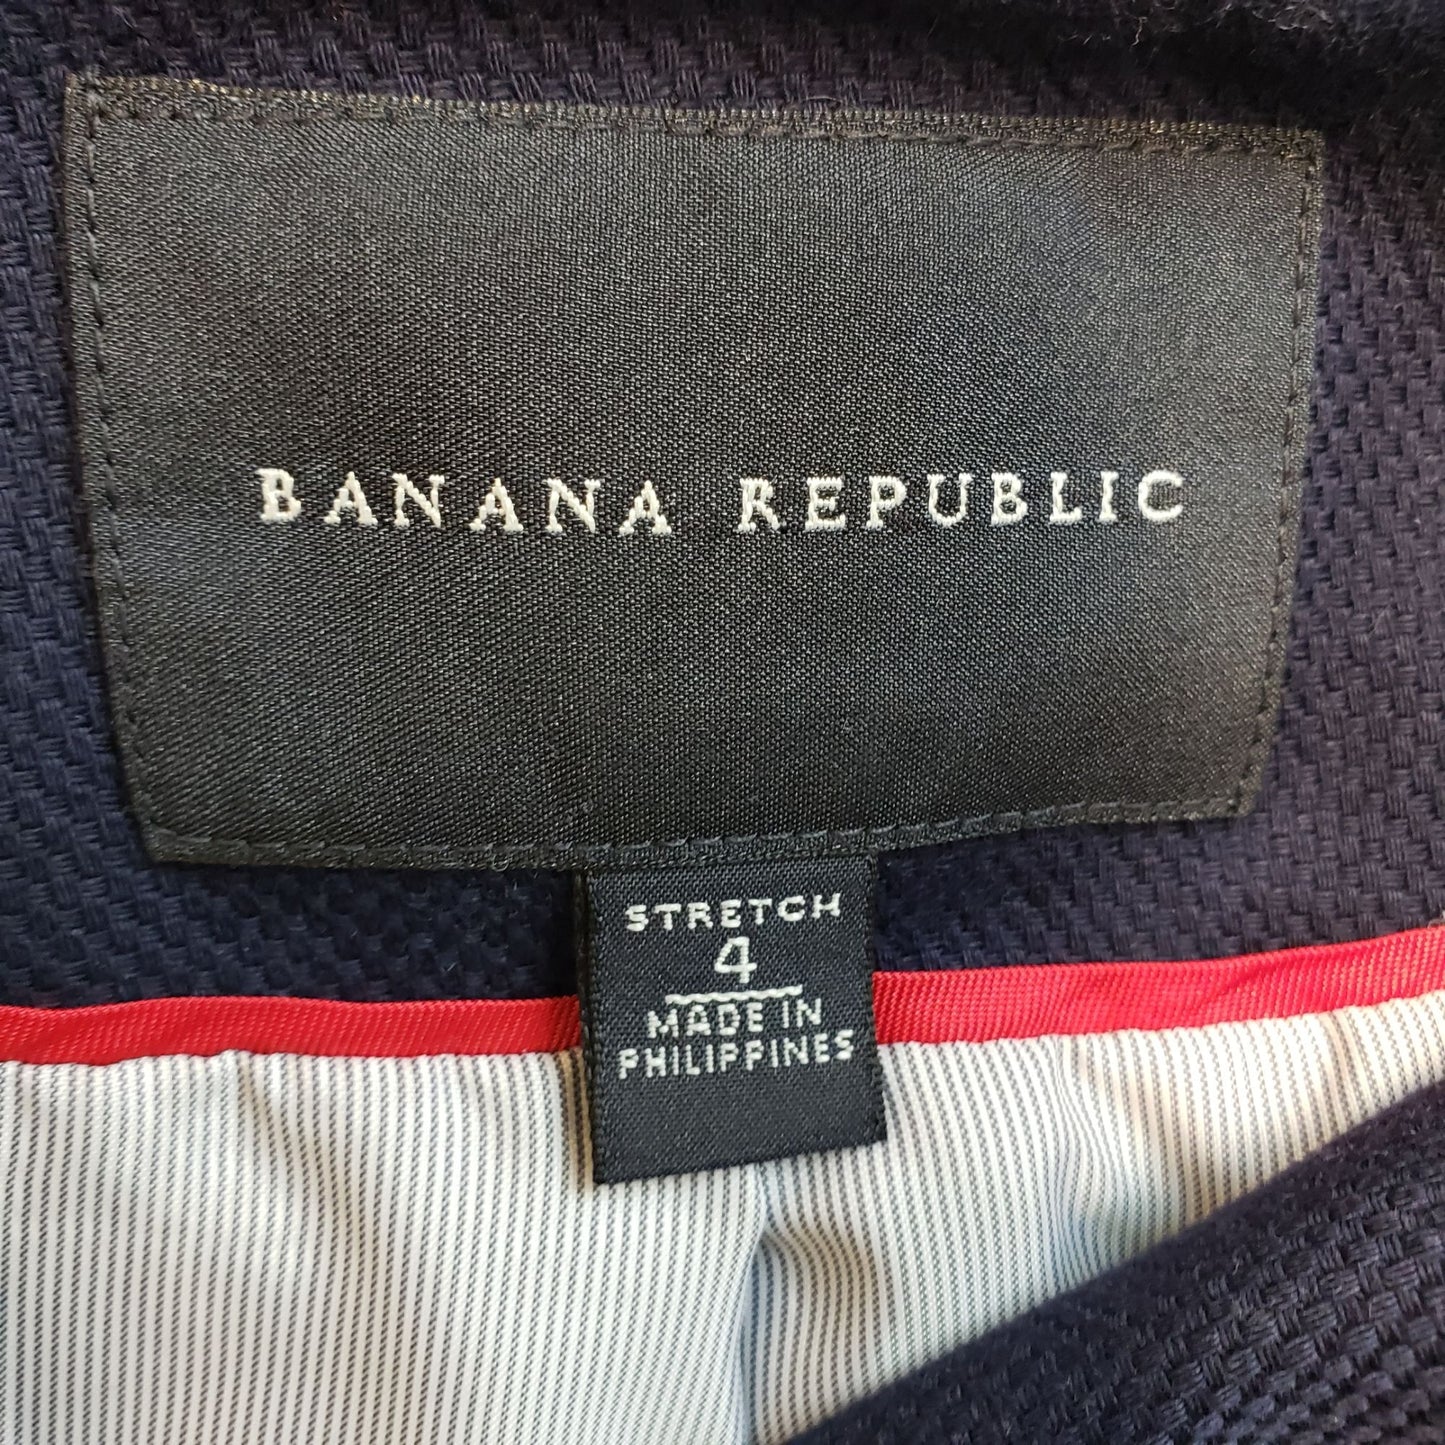 BANANA REPUBLIC
STRETCH
4
MADE IN
PHILIPPINES